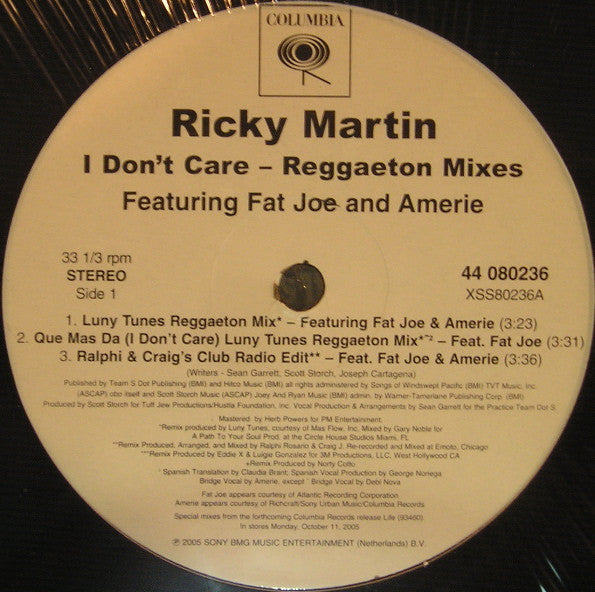 COLUMBIA
Ricky Martin
I Don't Care – Reggaeton Mixes
Featuring Fat Joe and Amerie
33 1/3 rpm
STEREO
Side 1
44 080236
XSS80236A
1. Luny Tunes Reggaeton Mix* – Featuring Fat Joe & Amerie (3:23)
2. Que Mas Da (I Don't Care) Luny Tunes Reggaeton Mix*^2 – Feat. Fat Joe (3:31)
3. Ralphi & Craig's Club Radio Edit** – Feat. Fat Joe & Amerie (3:36)
(Writers - Sean Garrett, Scott Storch, Joseph Cartagena)
Published by Team S Dot Publishing (BMI) and Hitco Music (BMI) all rights administered by Songs of Windswept Pacific (BMI) TVT Music, Inc.
(ASCAP) obo itself and Scott Storch Music (ASCAP) Joey And Ryan Music (BMI) admin. by Warner-Tamerlane Publishing Corp. (BMI)
Produced by Scott Storch for Tuff Jew Productions/Hustla Foundation, Inc. Vocal Production & Arrangements by Sean Garrett for the Practice Team Dot S.
Mastered by Herb Powers for PM Entertainment.
*Remix produced by Luny Tunes, courtesy of Mas Flow, Inc. Mixed by Gary Noble for
A Path To Your Soul Prod. at the Circle House Studios Miami, FL
**Remix Produced, Arranged, and Mixed by Ralphi Rosario & Craig J. Re-recorded and Mixed at Emoto, Chicago
***Remix Produced by Eddie X & Luigie Gonzalez for 3M Productions, LLC, West Hollywood CA
+Remix Produced by Norty Cotto
Spanish Translation by Claudia Brant; Spanish Vocal Production by George Noriega
Bridge Vocal by Amerie, except Bridge Vocal by Debi Nova
Fat Joe appears courtesy of Atlantic Recording Corporation
Amerie appears courtesy of Richcraft/Sony Urban Music/Columbia Records
Special mixes from the forthcoming Columbia Records release Life (93460)
In stores Monday, October 11, 2005
℗ 2005 SONY BMG MUSIC ENTERTAINMENT (Netherlands) B.V.